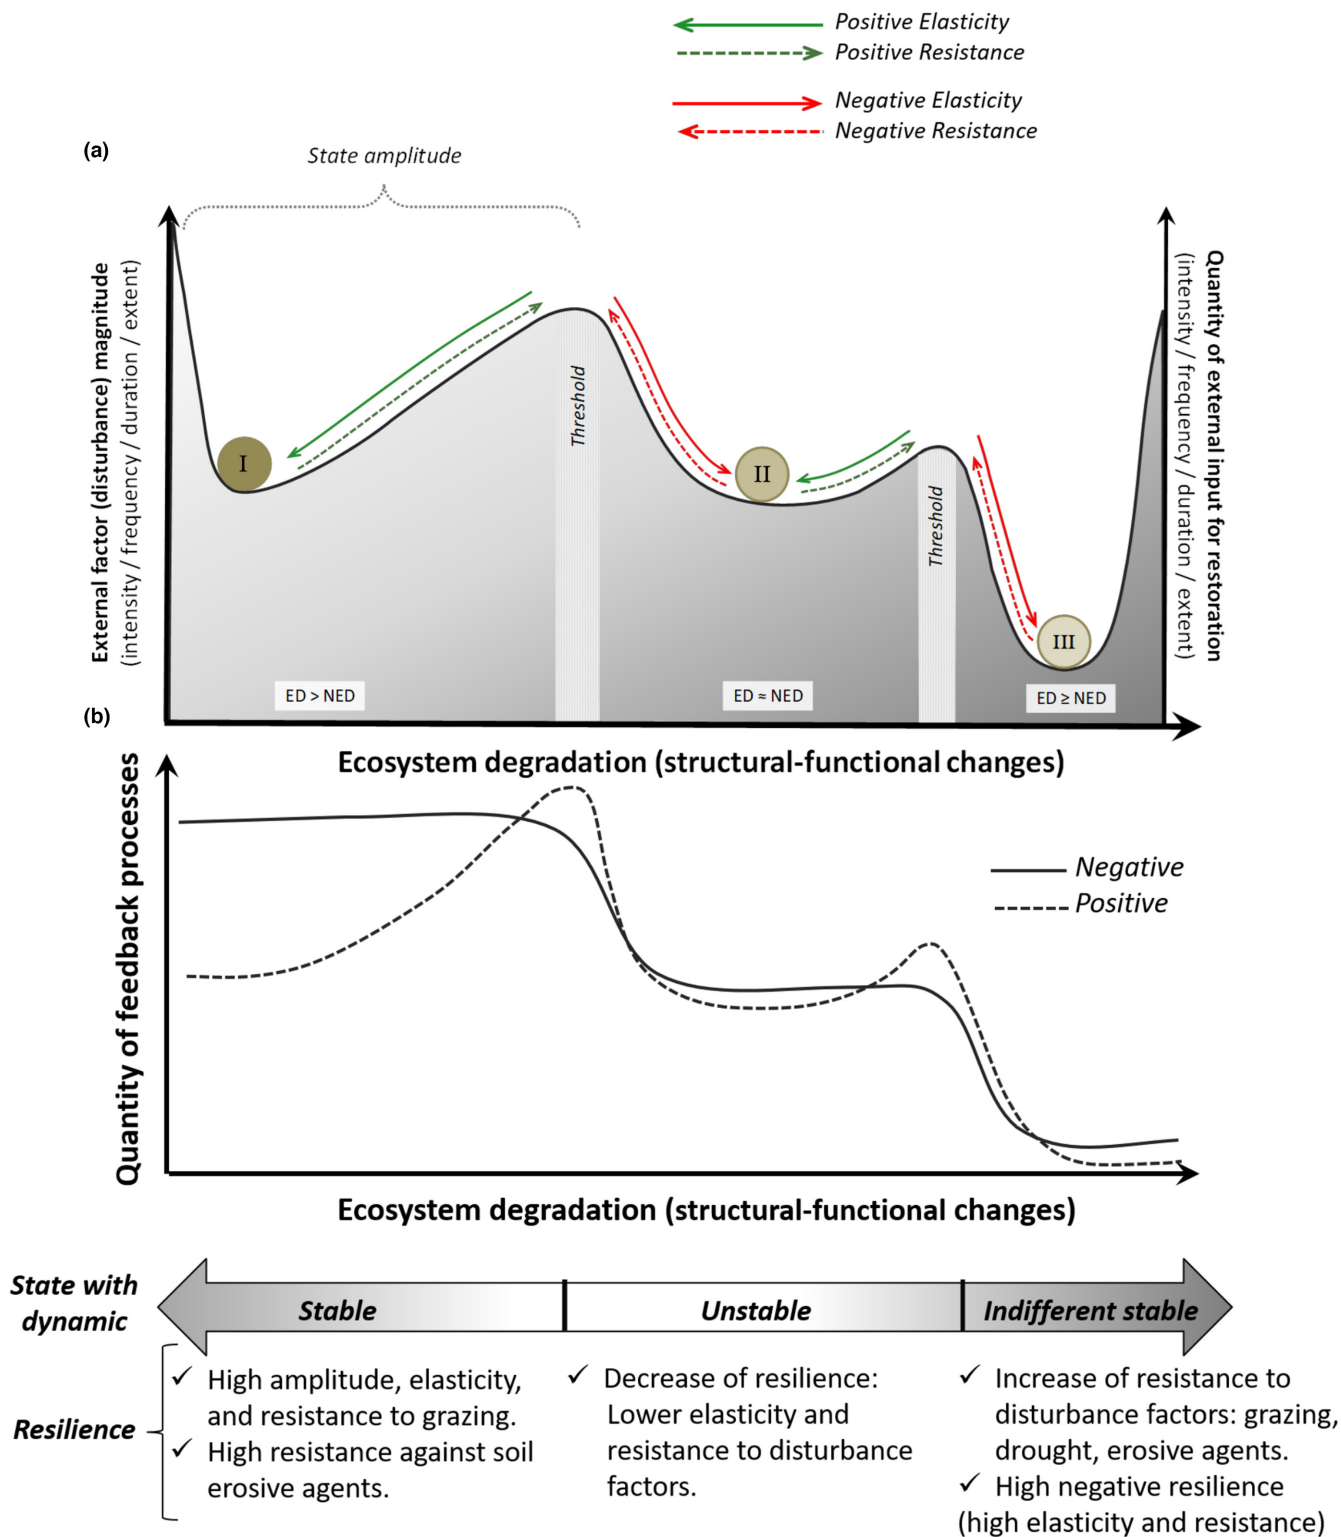 Positive Elasticity
Positive Resistance
Negative Elasticity
Negative Resistance
(a)
State amplitude
External factor (disturbance) magnitude
(intensity / frequency / duration / extent)
Quantity of external input for restoration
(intensity / frequency / duration / extent)
Threshold
Threshold
I
II
III
ED > NED
ED ≈ NED
ED ≥ NED
Ecosystem degradation (structural-functional changes)
(b)
Quantity of feedback processes
Negative
Positive
Ecosystem degradation (structural-functional changes)
State with
dynamic
Stable
Unstable
Indifferent stable
Resilience
✓ High amplitude, elasticity,
and resistance to grazing.
✓ High resistance against soil
erosive agents.
✓ Decrease of resilience:
Lower elasticity and
resistance to disturbance
factors.
✓ Increase of resistance to
disturbance factors: grazing,
drought, erosive agents.
✓ High negative resilience
(high elasticity and resistance)